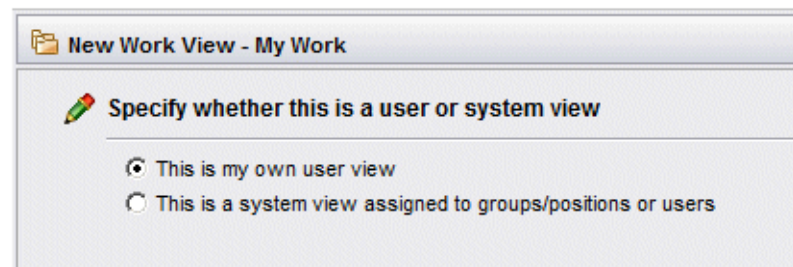 New Work View - My Work
Specify whether this is a user or system view
This is my own user view
This is a system view assigned to groups/positions or users